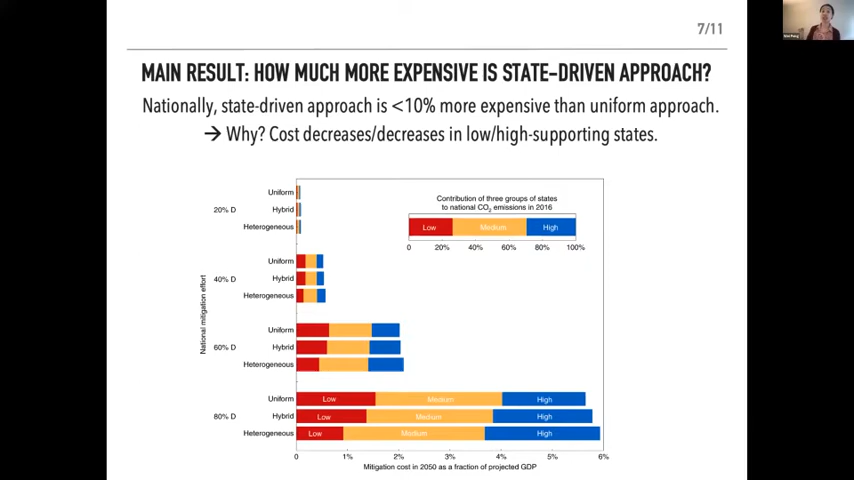 7/11
MAIN RESULT: HOW MUCH MORE EXPENSIVE IS STATE-DRIVEN APPROACH?
Nationally, state-driven approach is <10% more expensive than uniform approach.
→ Why? Cost decreases/decreases in low/high-supporting states.
Contribution of three groups of states
to national CO₂ emissions in 2016
Low Medium High
0 20% 40% 60% 80% 100%
National mitigation effort
20% D
Uniform
Hybrid
Heterogeneous
40% D
Uniform
Hybrid
Heterogeneous
60% D
Uniform
Hybrid
Heterogeneous
80% D
Uniform Low Medium High
Hybrid Low Medium High
Heterogeneous Low Medium High
0 1% 2% 3% 4% 5% 6%
Mitigation cost in 2050 as a fraction of projected GDP